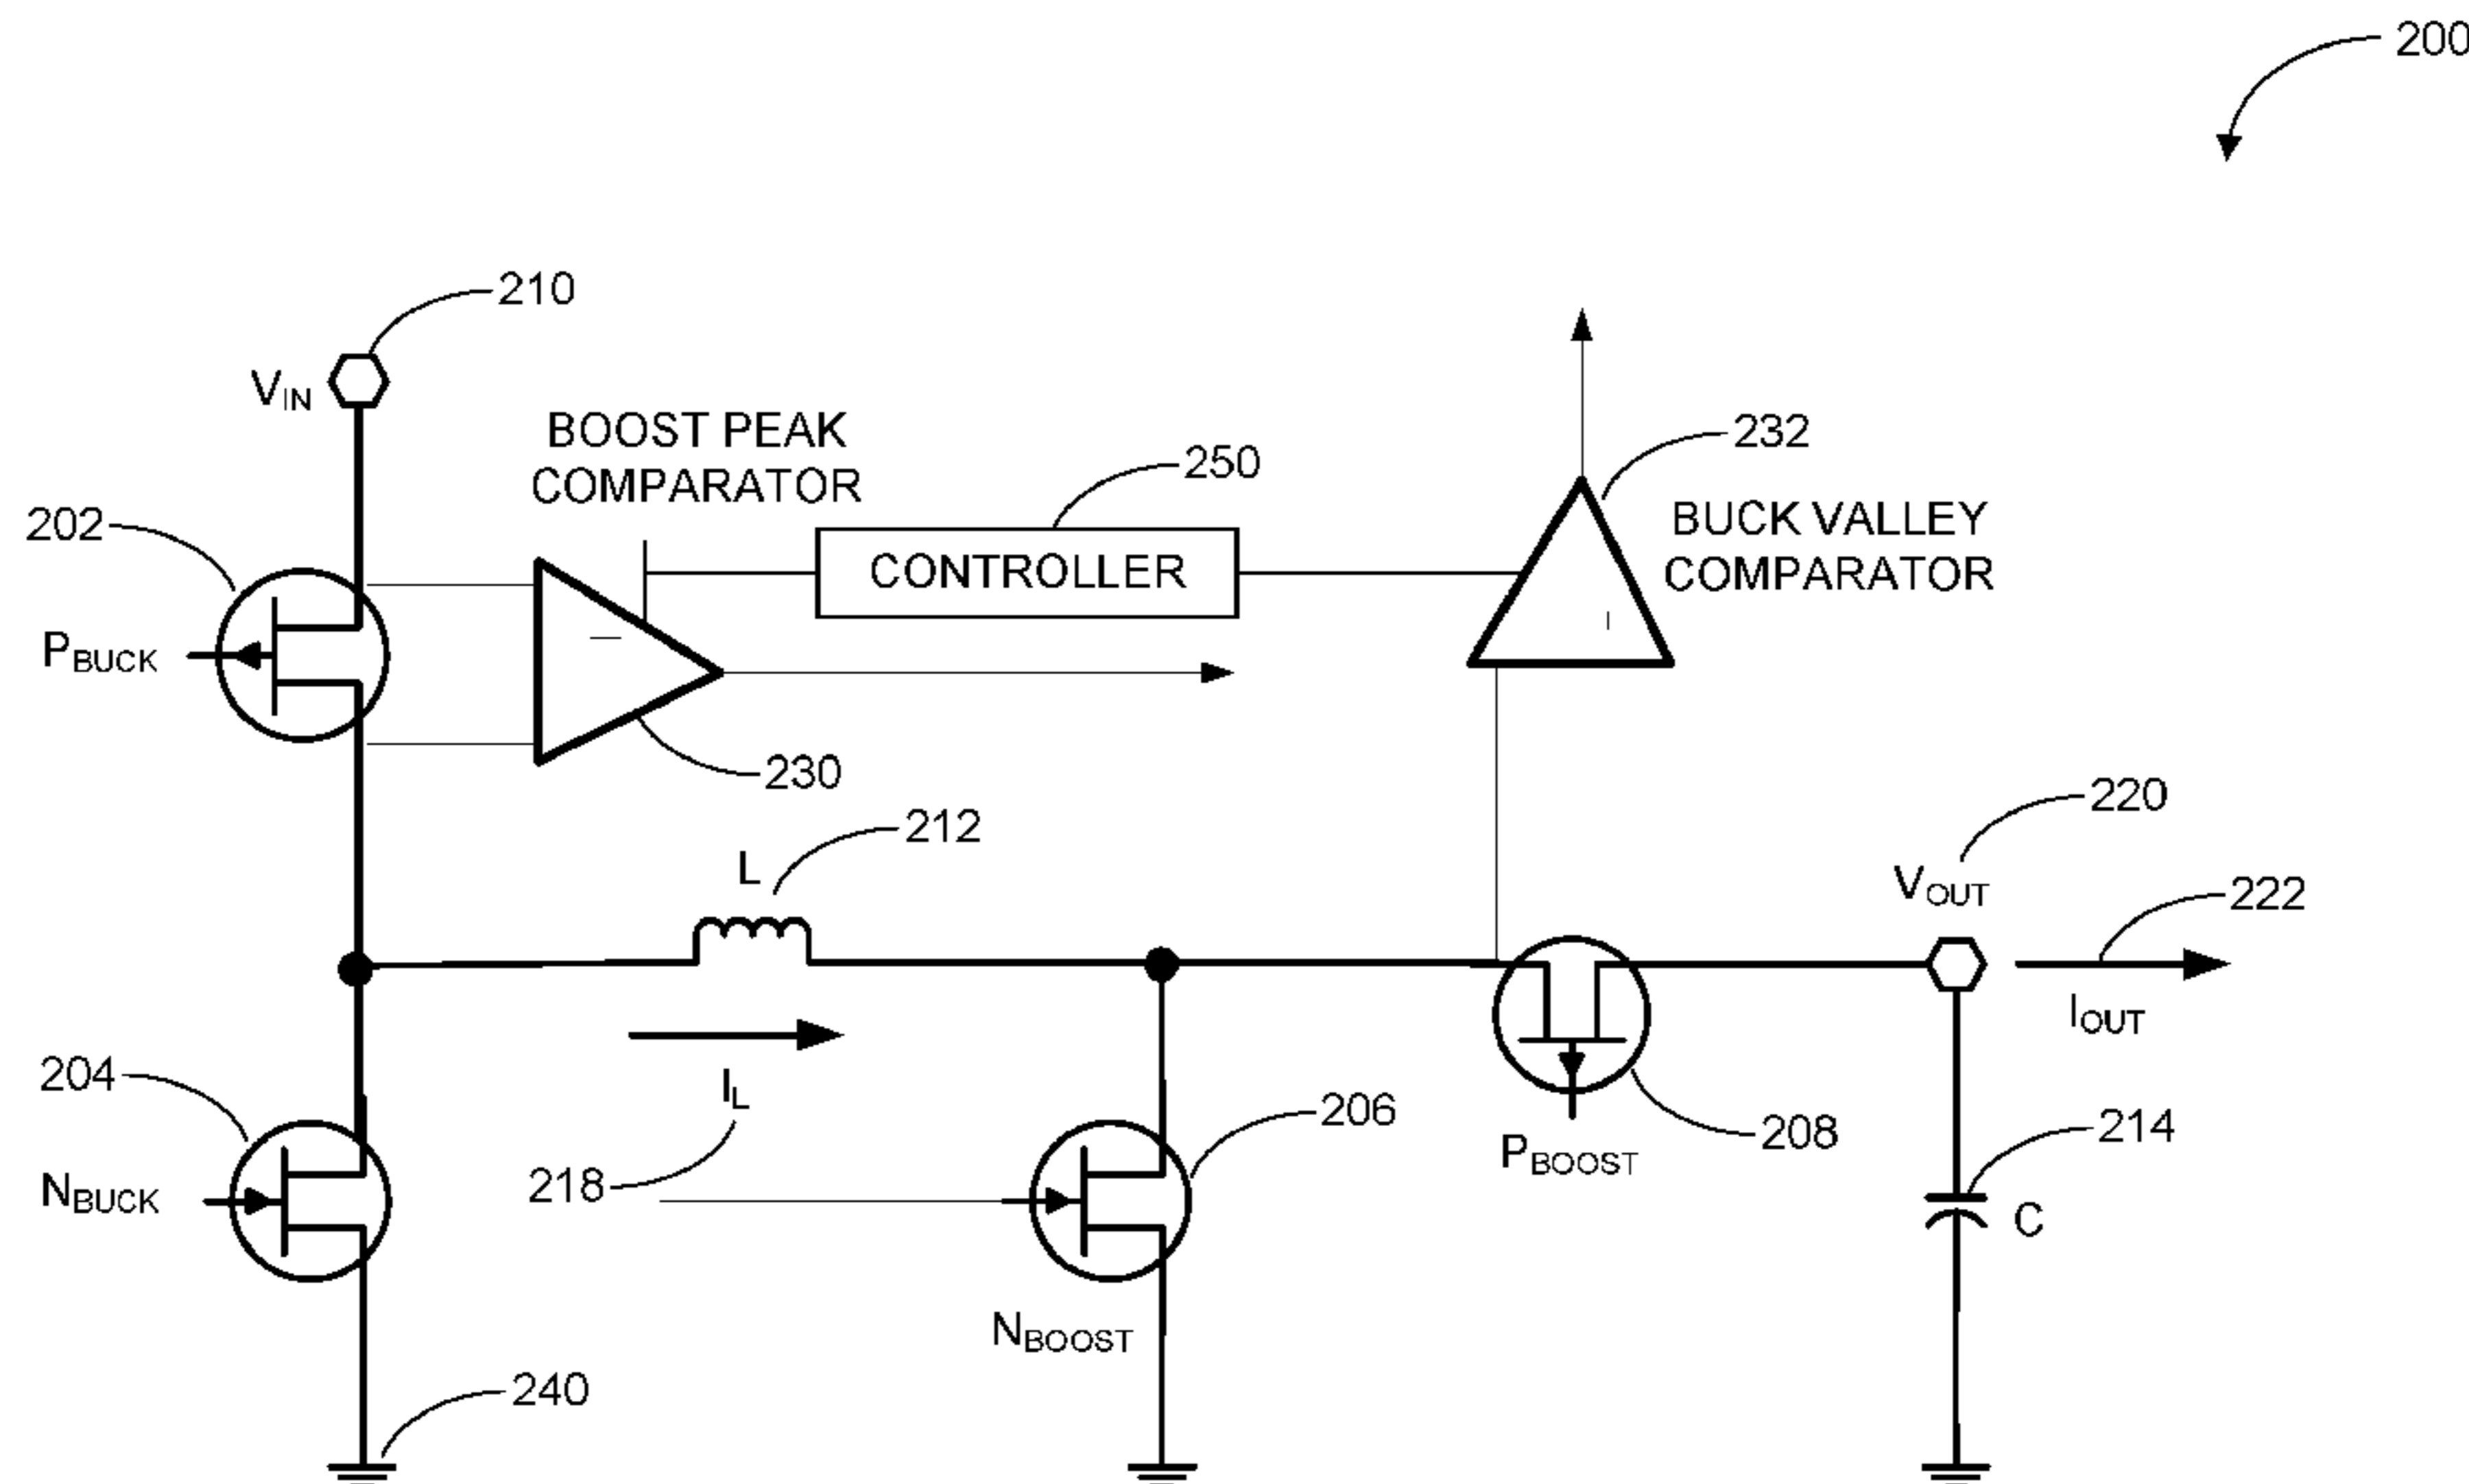 200
210
V_IN
BOOST PEAK
COMPARATOR
232
250
202
BUCK VALLEY
COMPARATOR
CONTROLLER
P_BUCK
230
220
212
L
V_OUT
222
I_OUT
204
I_L
206
214
208
P_BOOST
N_BUCK
218
C
N_BOOST
240